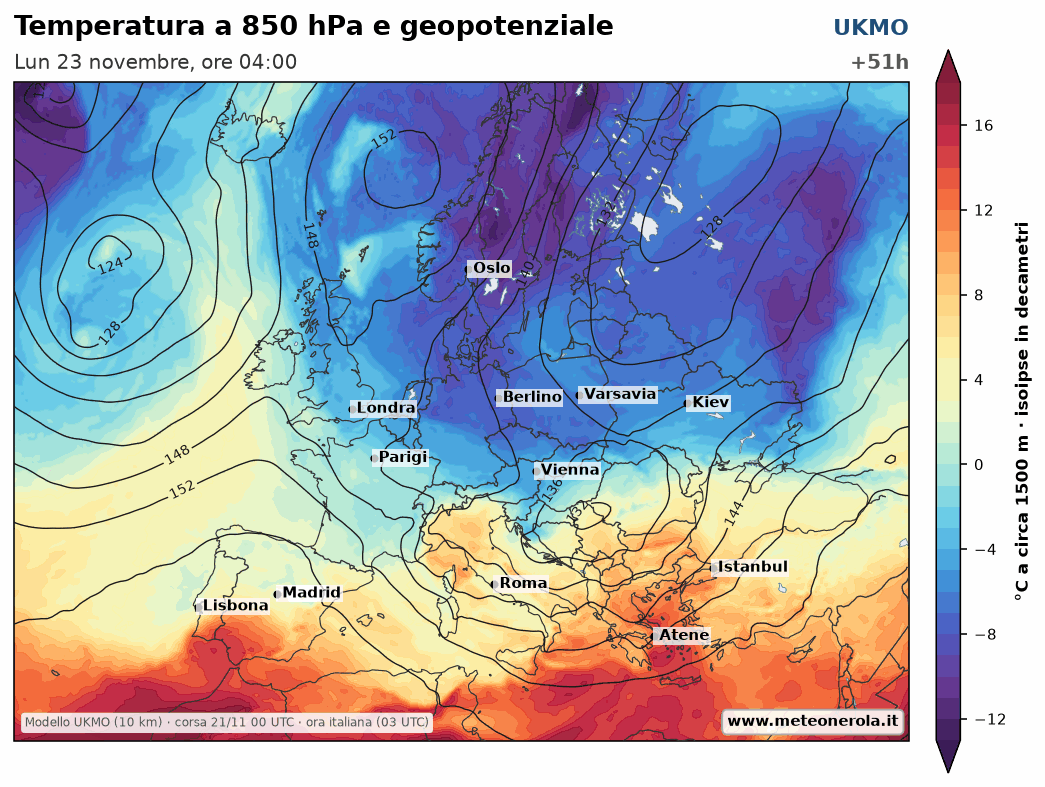 Temperatura a 850 hPa e geopotenziale
UKMO
Lun 23 novembre, ore 04:00
+51h
152
148
132
128
124
140
128
Oslo
Berlino
Varsavia
Kiev
Londra
148
Parigi
Vienna
152
136
132
144
Istanbul
Roma
Madrid
Lisbona
Atene
Modello UKMO (10 km) · corsa 21/11 00 UTC · ora italiana (03 UTC)
www.meteonerola.it
16
12
8
4
0
−4
−8
−12
°C a circa 1500 m · isoipse in decametri